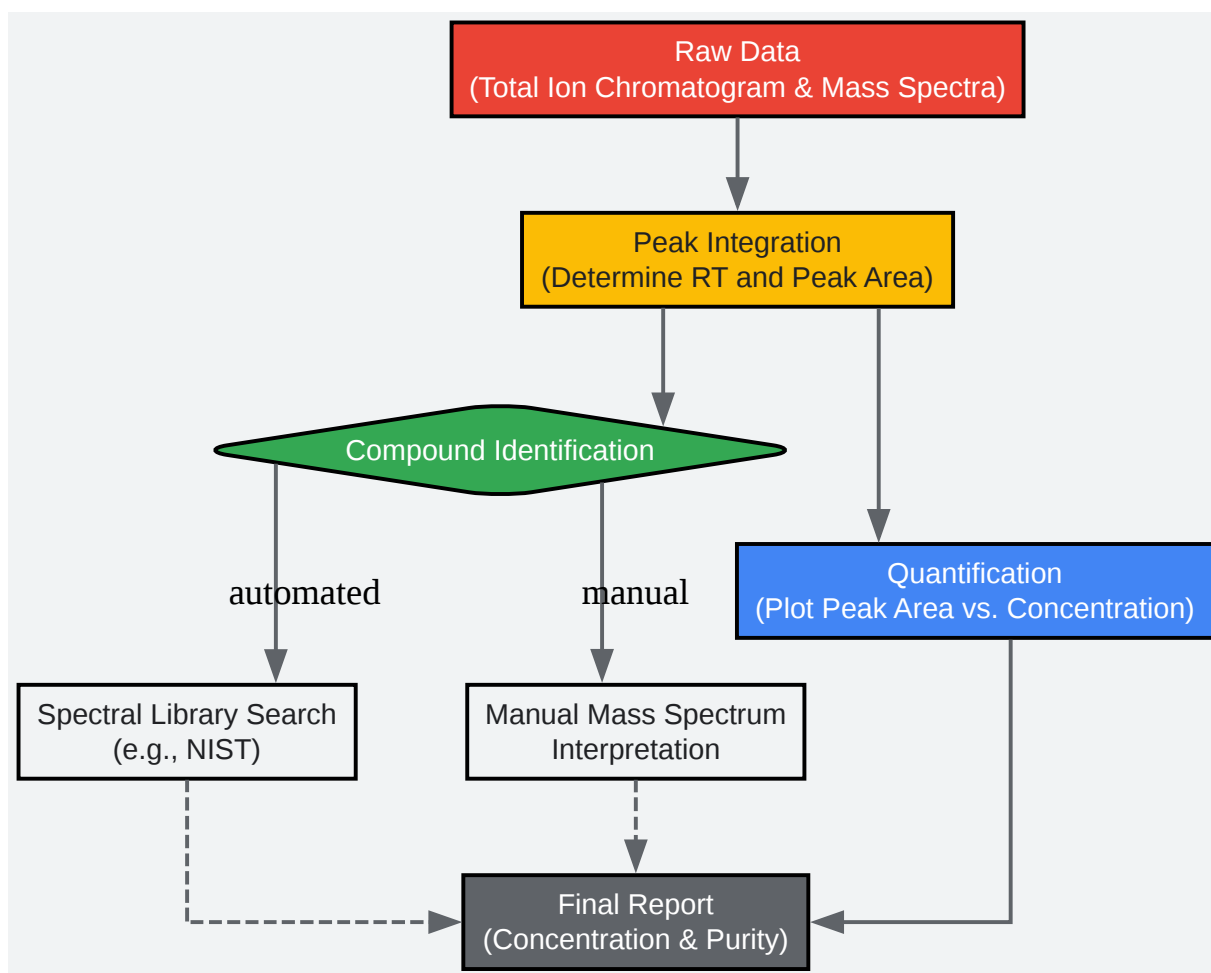 Raw Data
(Total Ion Chromatogram & Mass Spectra)
Peak Integration
(Determine RT and Peak Area)
Compound Identification
automated
manual
Quantification
(Plot Peak Area vs. Concentration)
Spectral Library Search
(e.g., NIST)
Manual Mass Spectrum
Interpretation
Final Report
(Concentration & Purity)